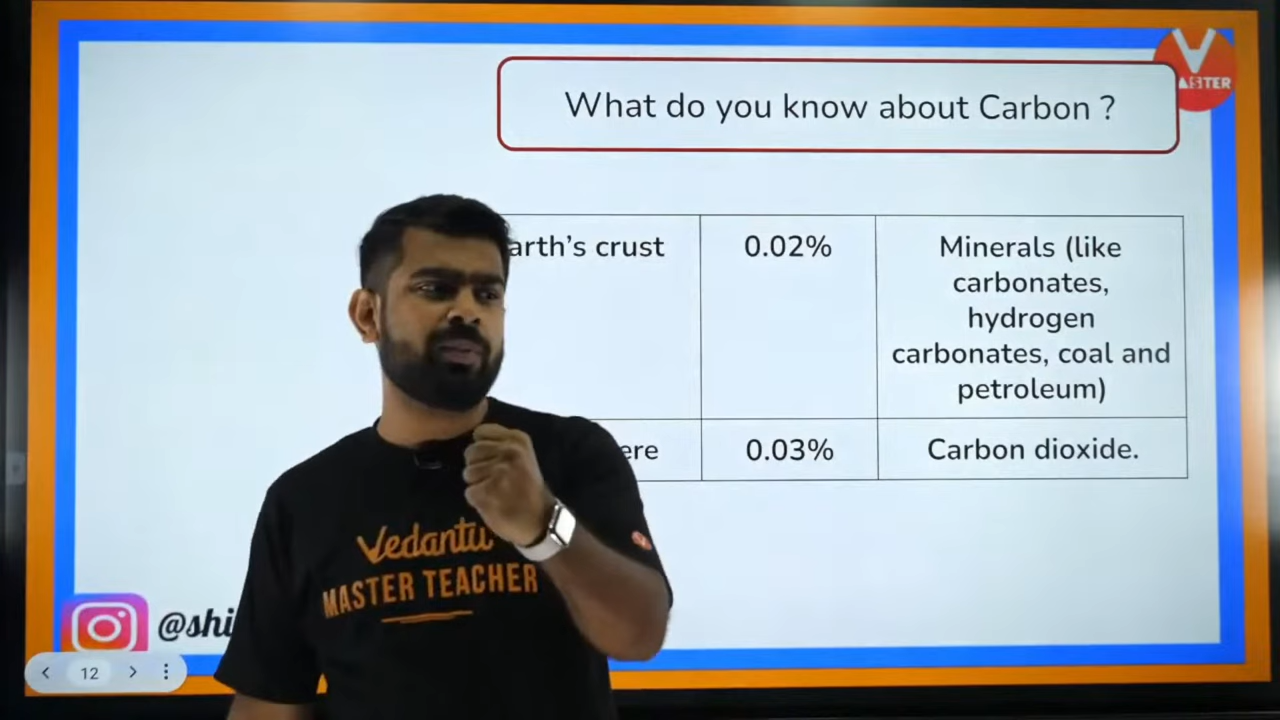 What do you know about Carbon ?
MASTER
arth's crust
0.02%
Minerals (like
carbonates,
hydrogen
carbonates, coal and
petroleum)
ere
0.03%
Carbon dioxide.
Vedantu
MASTER TEACHER
@shi
12